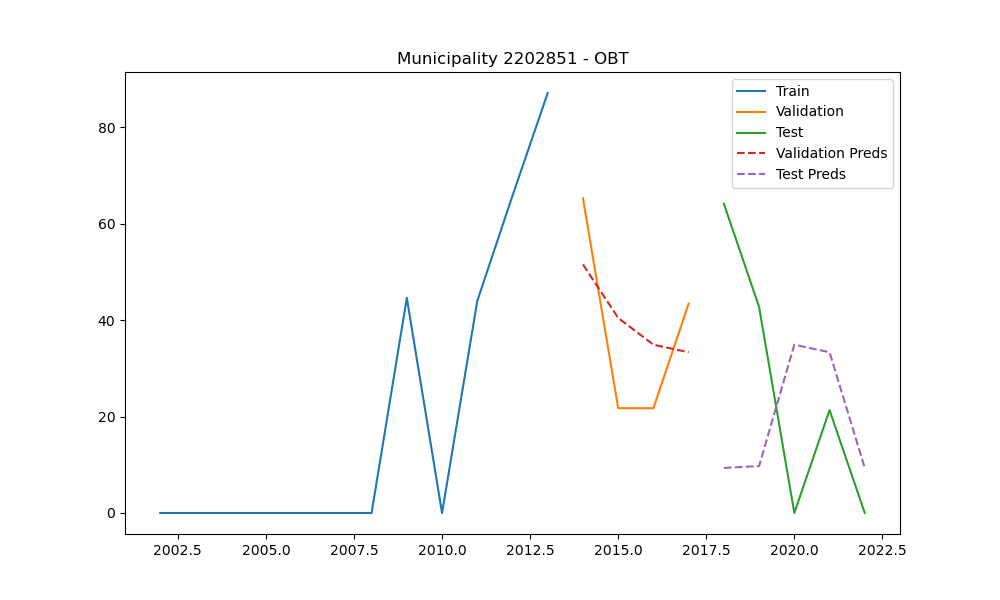 Municipality 2202851 - OBT
Train
Validation
Test
Validation Preds
Test Preds
80
60
40
20
0
2002.5 2005.0 2007.5 2010.0 2012.5 2015.0 2017.5 2020.0 2022.5